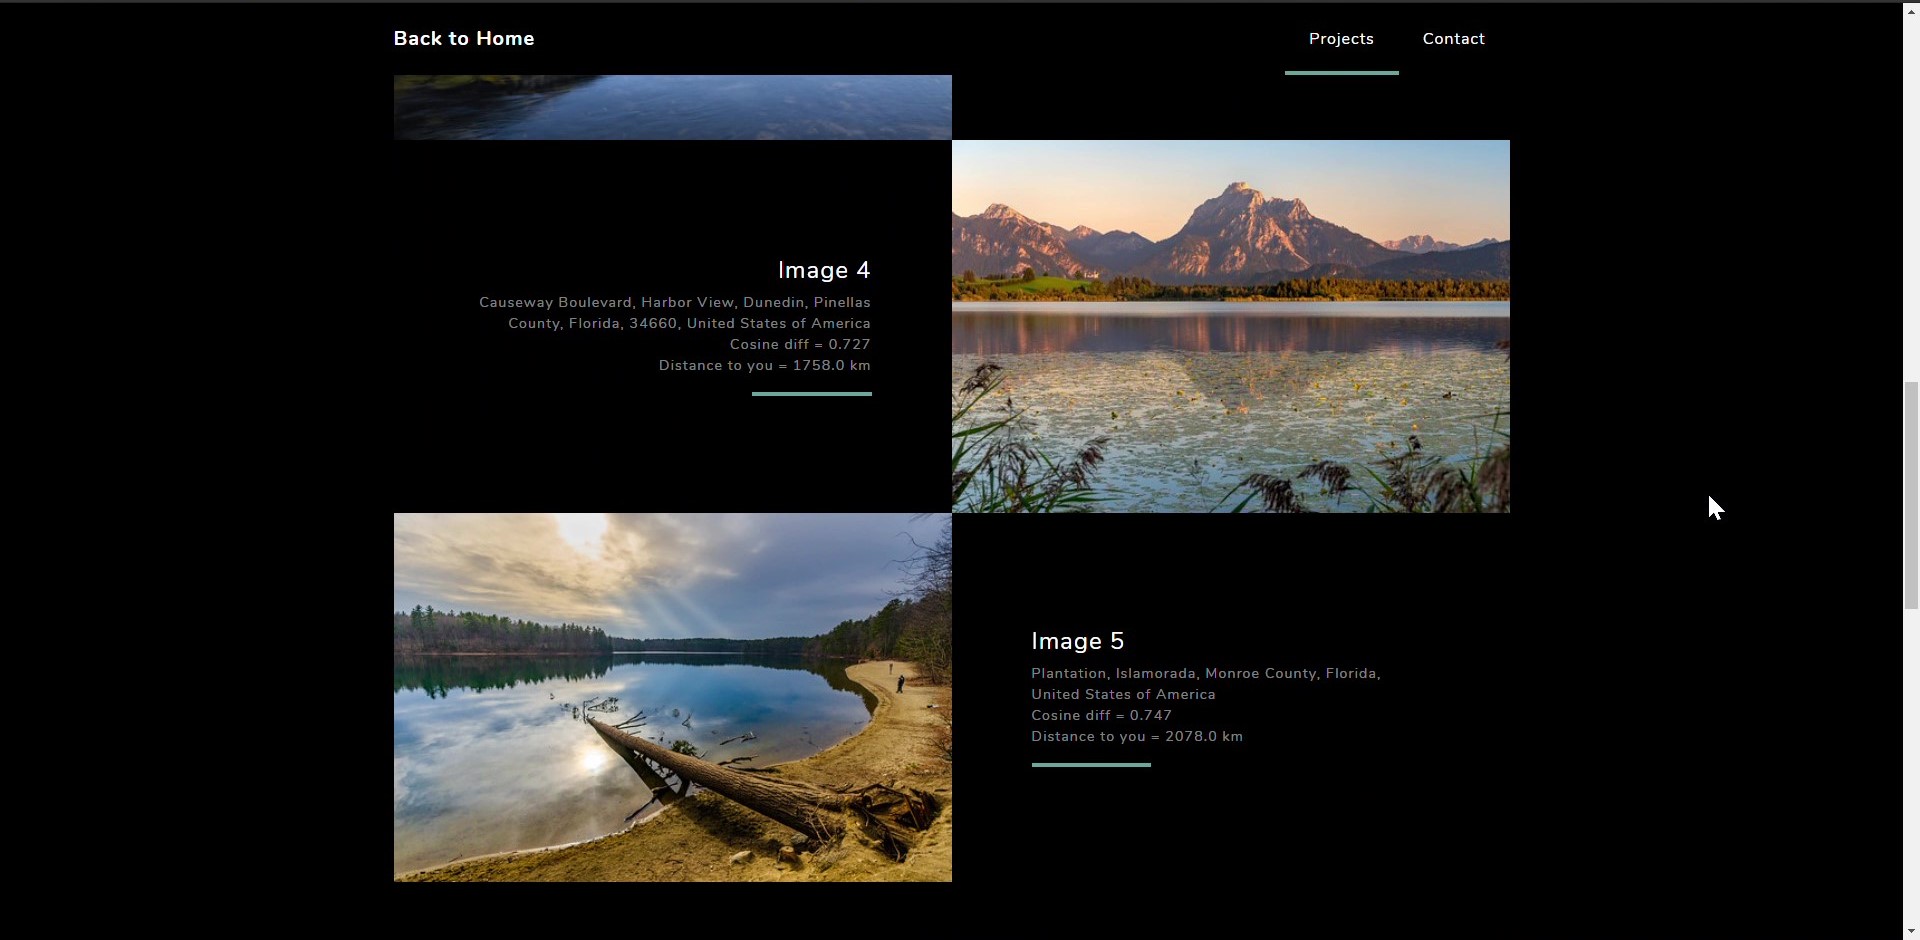 Back to Home
Projects
Contact
Image 4
Causeway Boulevard, Harbor View, Dunedin, Pinellas
County, Florida, 34660, United States of America
Cosine diff = 0.727
Distance to you = 1758.0 km
Image 5
Plantation, Islamorada, Monroe County, Florida,
United States of America
Cosine diff = 0.747
Distance to you = 2078.0 km